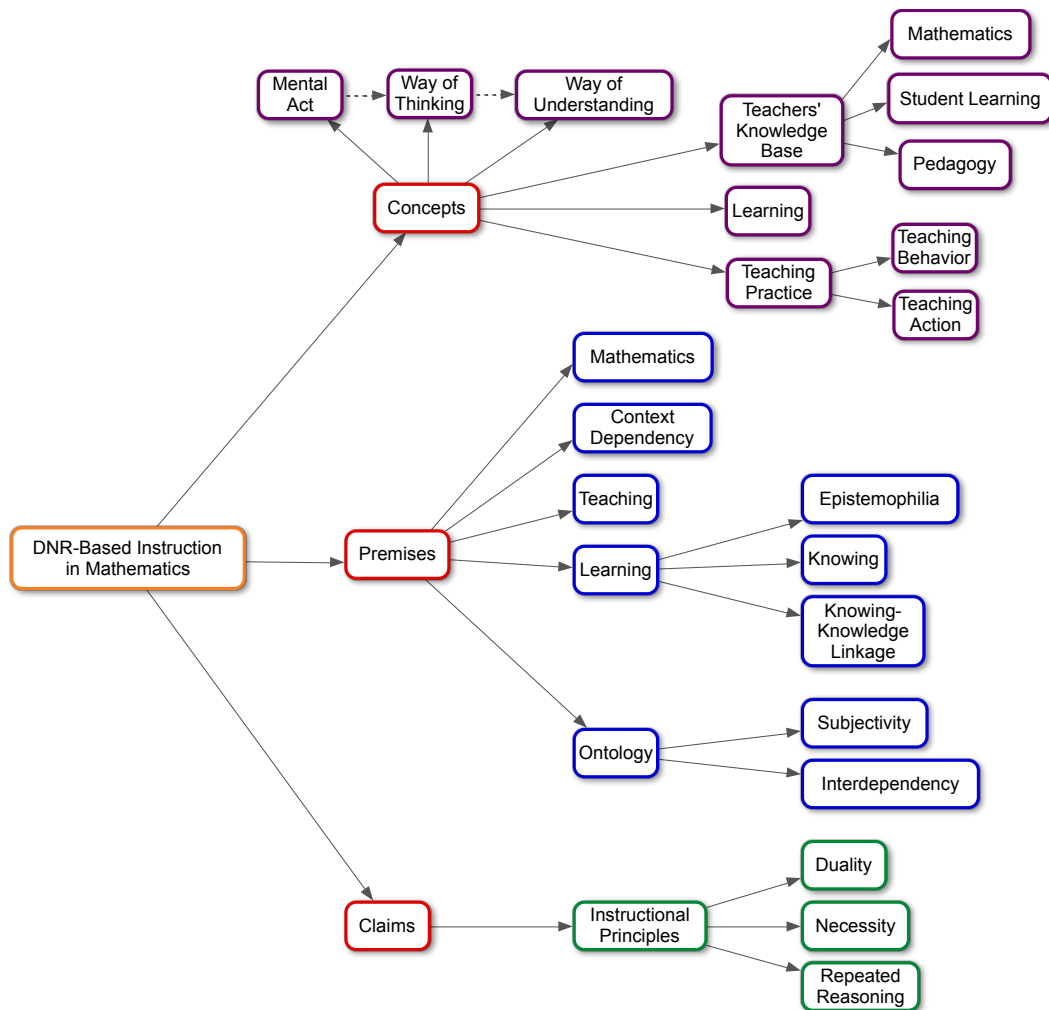 Mental
Act
Way of
Thinking
Way of
Understanding
Teachers'
Knowledge
Base
Mathematics
Student Learning
Pedagogy
Concepts
Learning
Teaching
Practice
Teaching
Behavior
Teaching
Action
DNR-Based Instruction
in Mathematics
Premises
Mathematics
Context
Dependency
Teaching
Learning
Epistemophilia
Knowing
Knowing-
Knowledge
Linkage
Ontology
Subjectivity
Interdependency
Claims
Instructional
Principles
Duality
Necessity
Repeated
Reasoning